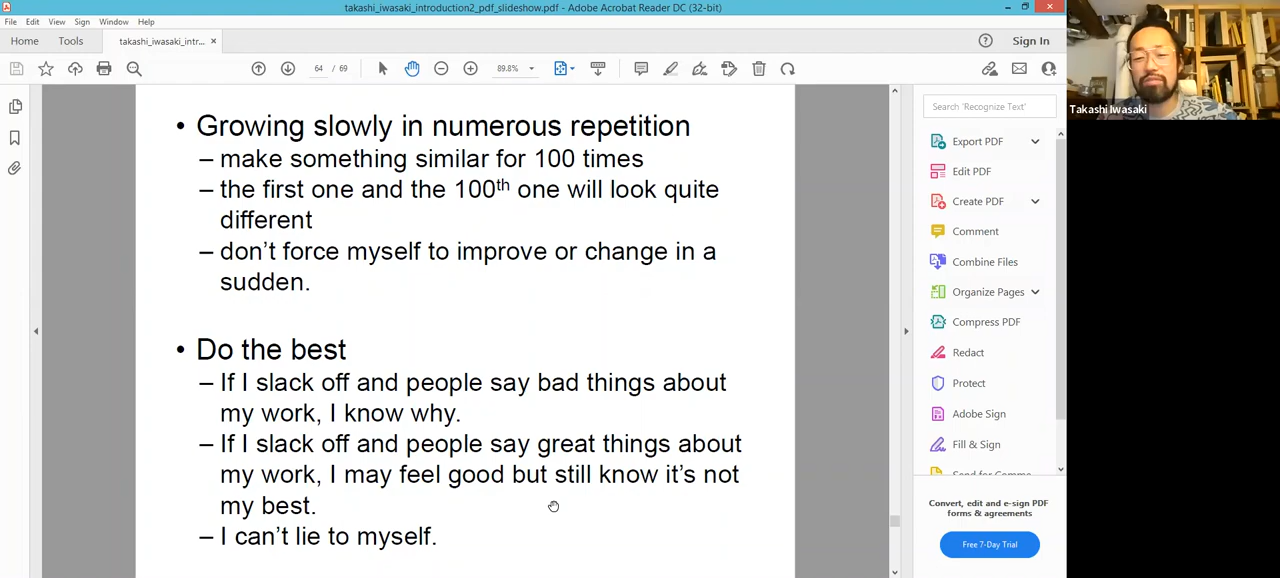 takashi_iwasaki_introduction2_pdf_slideshow.pdf - Adobe Acrobat Reader DC (32-bit)
File Edit View Sign Window Help
Home Tools takashi_iwasaki_intr... × Sign In
64 / 69 89.8%
• Growing slowly in numerous repetition
– make something similar for 100 times
– the first one and the 100th one will look quite
different
– don't force myself to improve or change in a
sudden.
• Do the best
– If I slack off and people say bad things about
my work, I know why.
– If I slack off and people say great things about
my work, I may feel good but still know it's not
my best.
– I can't lie to myself.
Search 'Recognize Text'
Export PDF
Edit PDF
Create PDF
Comment
Combine Files
Organize Pages
Compress PDF
Redact
Protect
Adobe Sign
Fill & Sign
Convert, edit and e-sign PDF
forms & agreements
Free 7-Day Trial
Takashi Iwasaki